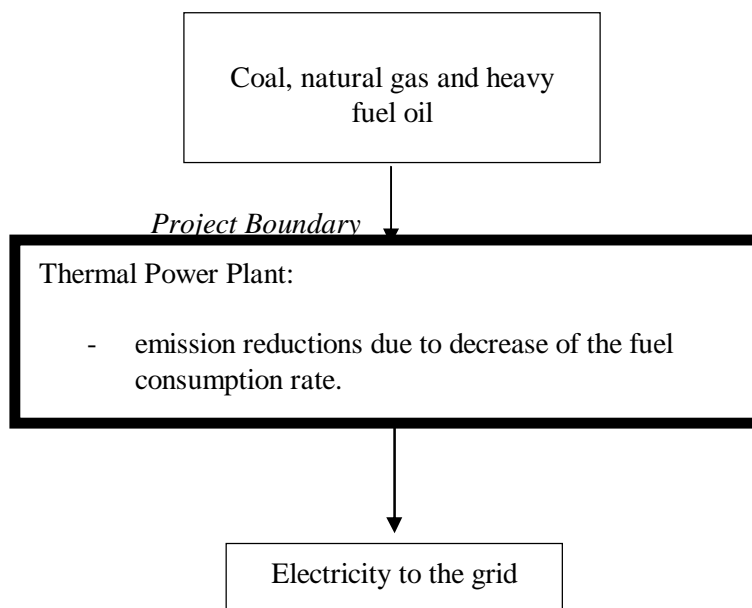 Coal, natural gas and heavy
fuel oil
Project Boundary
Thermal Power Plant:
- emission reductions due to decrease of the fuel
consumption rate.
Electricity to the grid